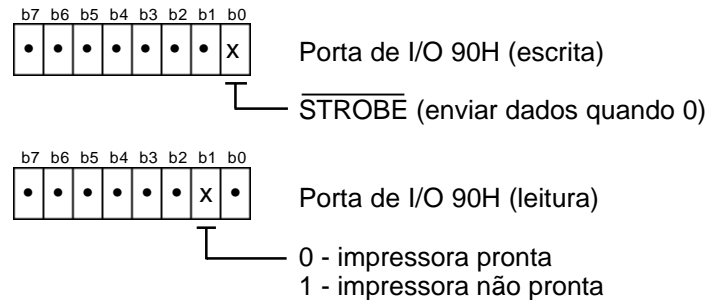 b7 b6 b5 b4 b3 b2 b1 b0
• • • • • • • x Porta de I/O 90H (escrita)
STROBE (enviar dados quando 0)
b7 b6 b5 b4 b3 b2 b1 b0
• • • • • • x • Porta de I/O 90H (leitura)
0 - impressora pronta
1 - impressora não pronta